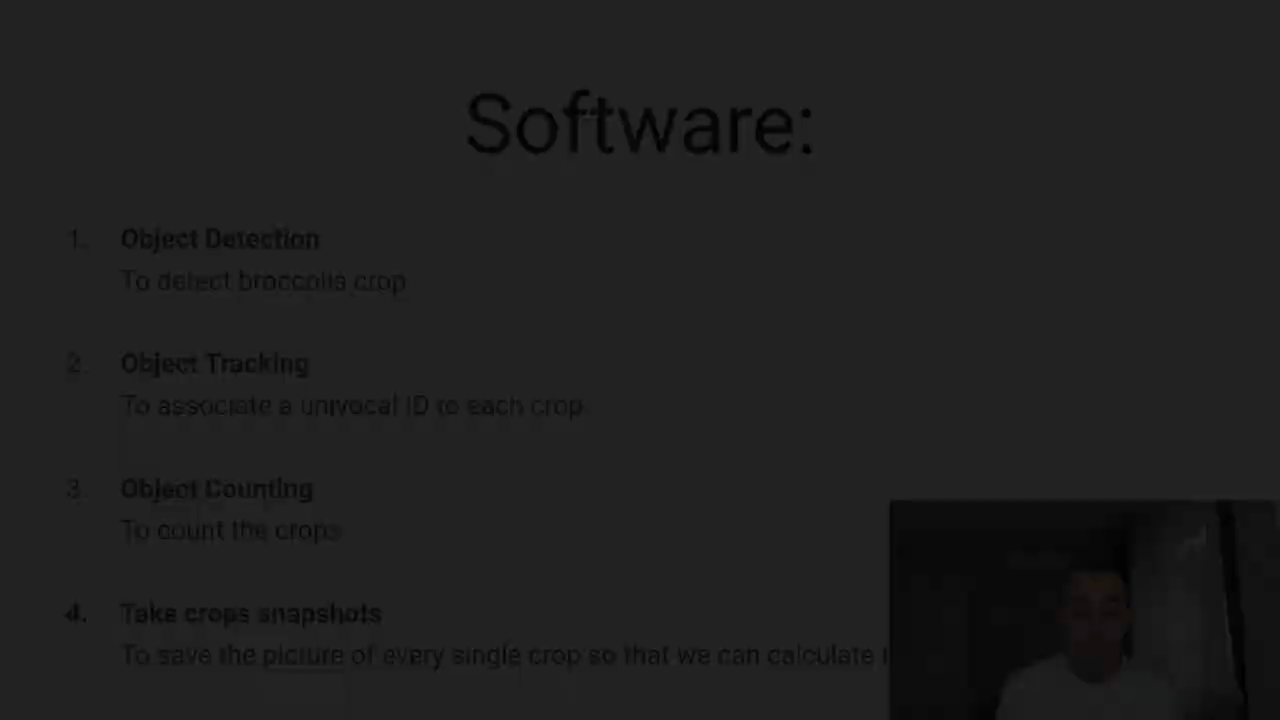 Software:
1. Object Detection
To detect broccolis crop
2. Object Tracking
To associate a univocal ID to each crop
3. Object Counting
To count the crops
4. Take crops snapshots
To save the picture of every single crop so that we can calculate